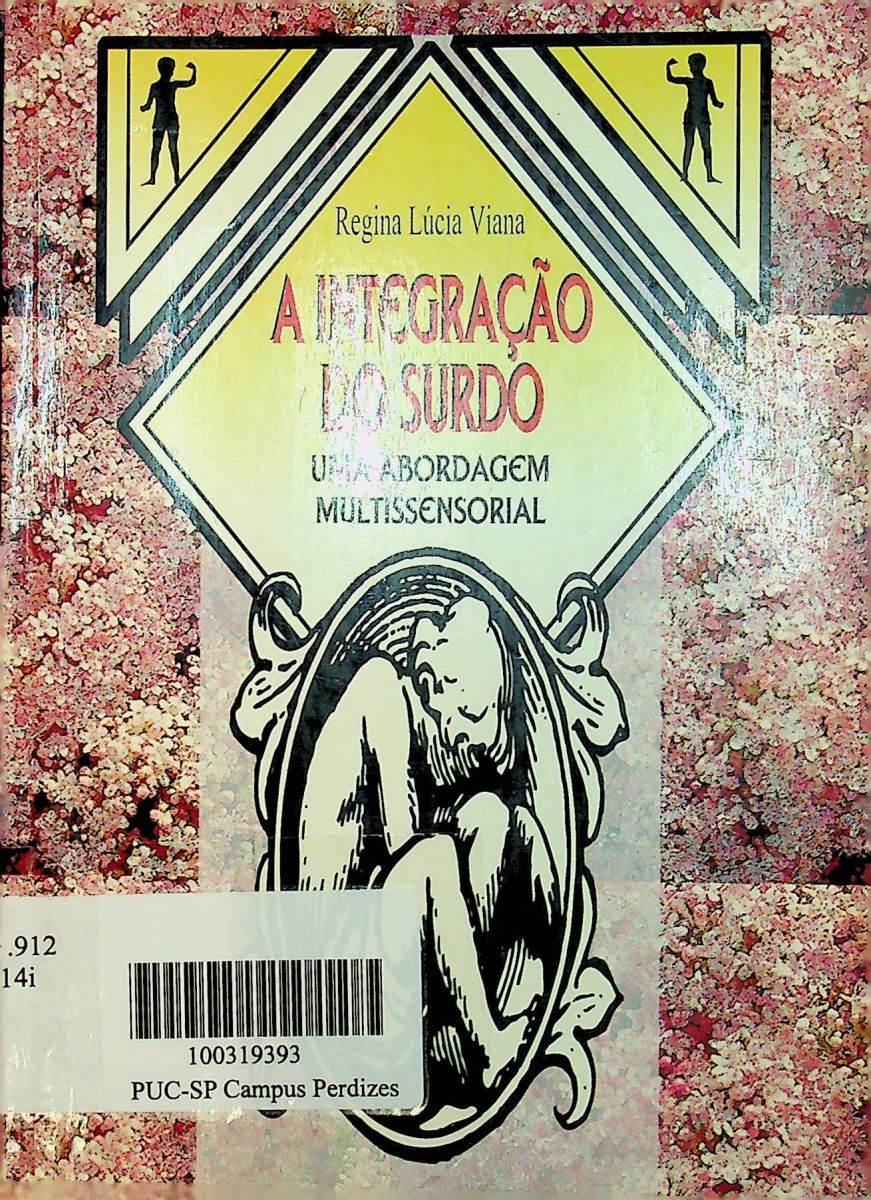 Regina Lúcia Viana
A INTEGRAÇÃO
DO SURDO
UMA ABORDAGEM
MULTISSENSORIAL
.912
14i
100319393
PUC-SP Campus Perdizes